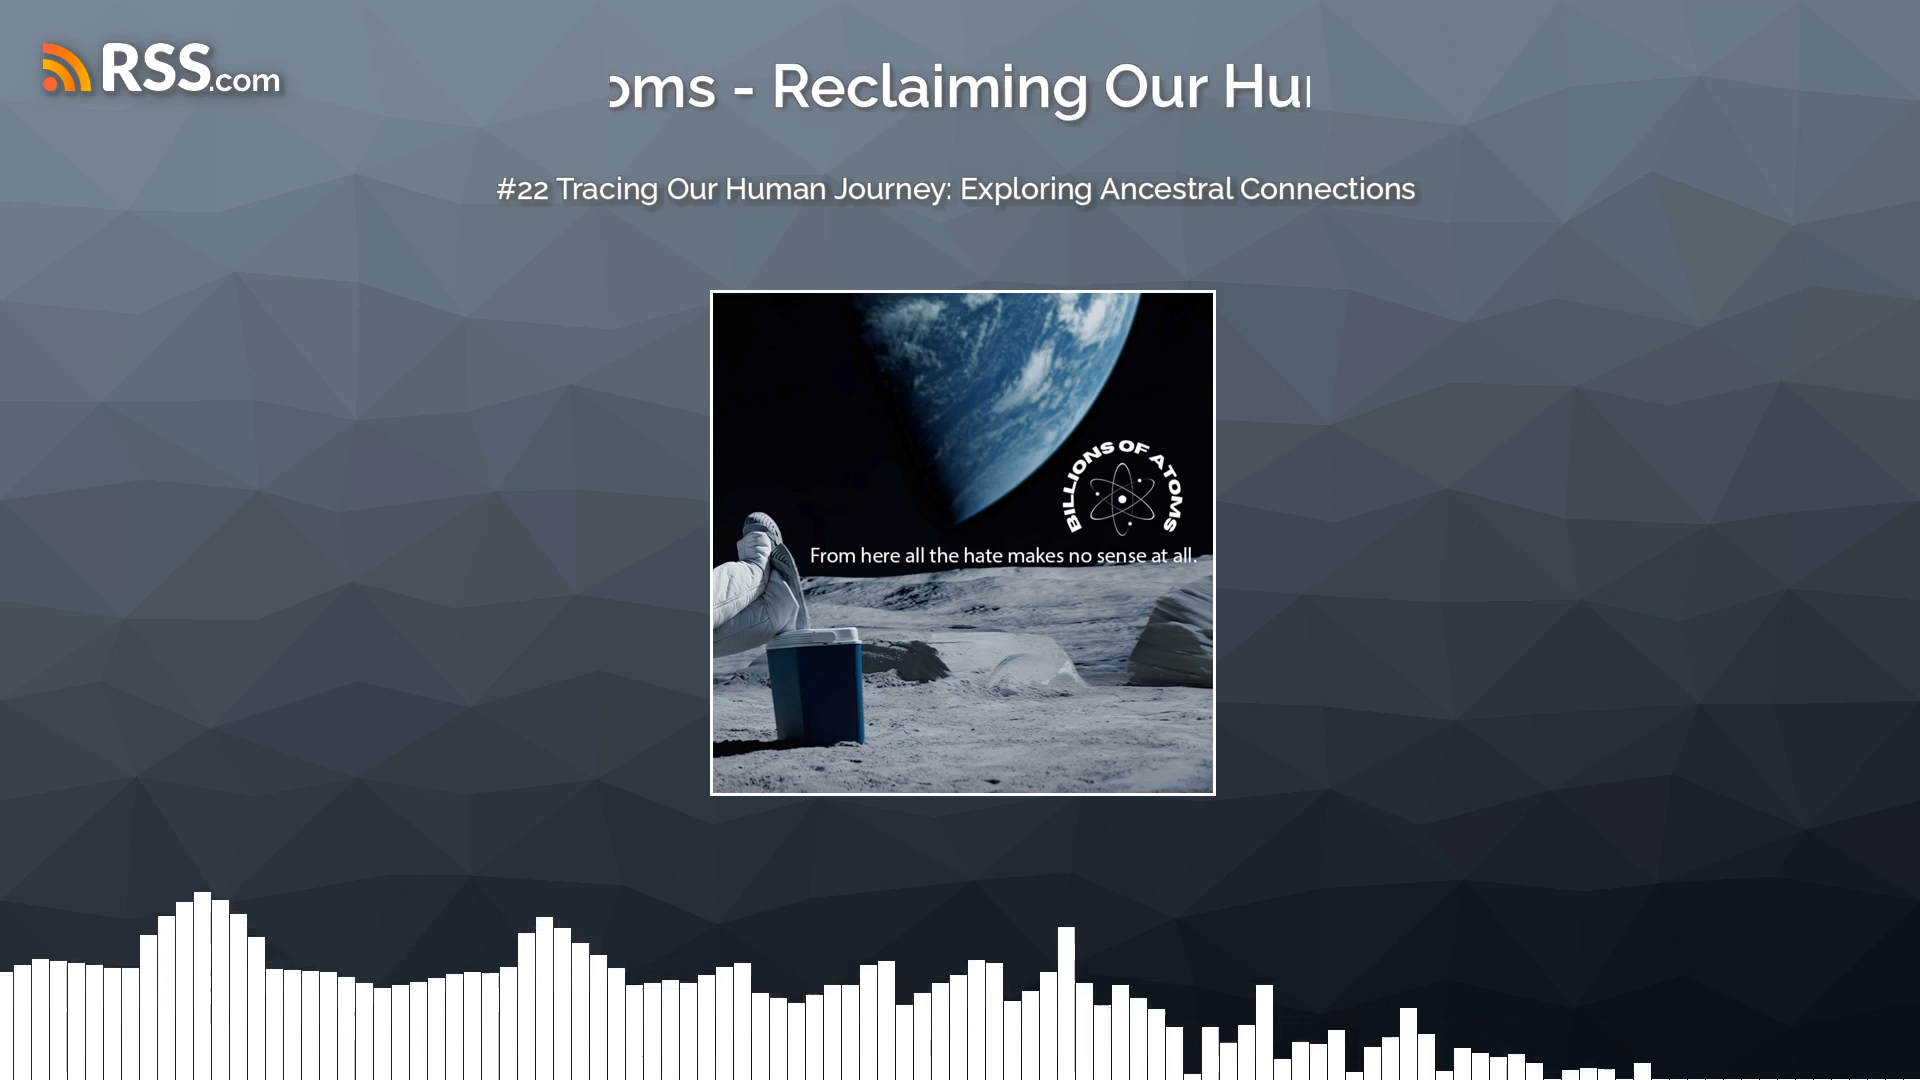 RSS.com
oms - Reclaiming Our Hu
#22 Tracing Our Human Journey: Exploring Ancestral Connections
BILLIONS OF ATOMS
From here all the hate makes no sense at all.